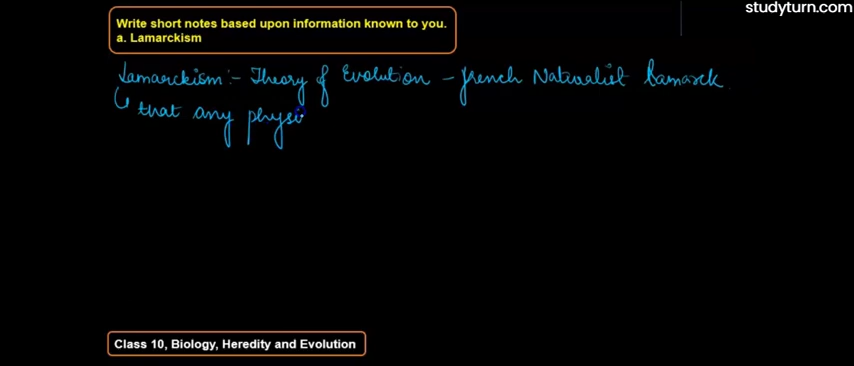 studyturn.com
Write short notes based upon information known to you.
a. Lamarckism
Lamarckism :- Theory of Evolution - french Naturalist Lamarck.
that any physi
Class 10, Biology, Heredity and Evolution